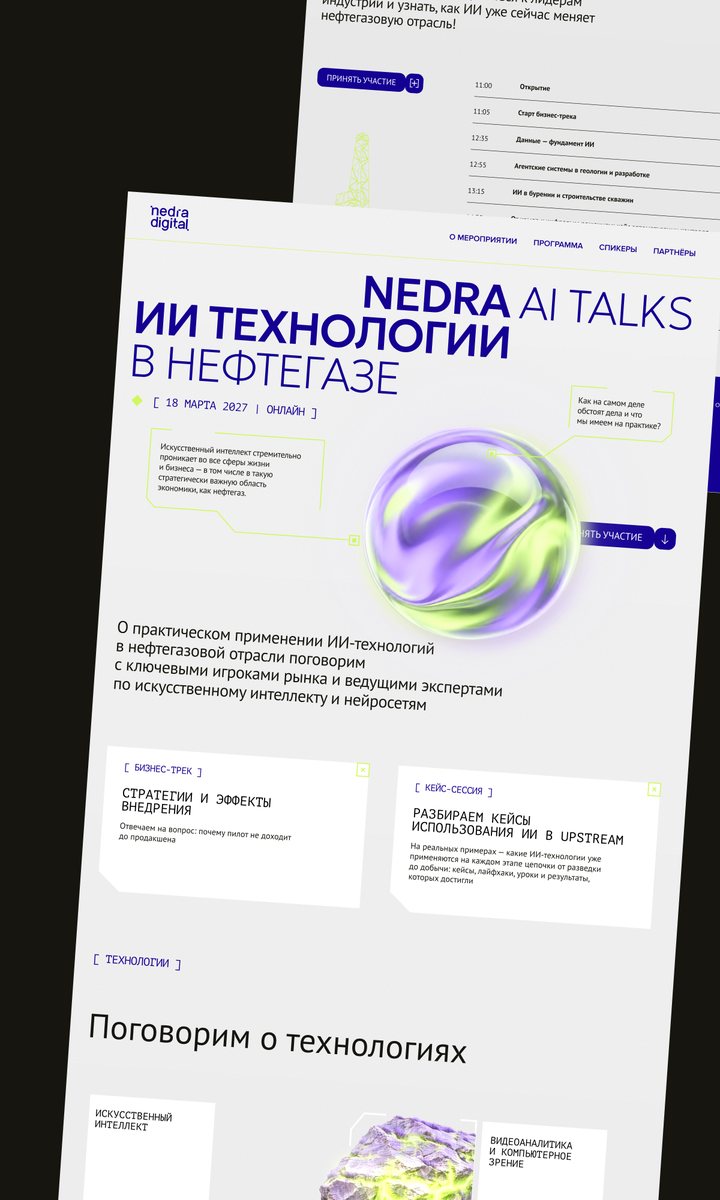 индустрии и узнать, как ИИ уже сейчас меняет
нефтегазовую отрасль!
ПРИНЯТЬ УЧАСТИЕ [+]
11:00 Открытие
11:05 Старт бизнес-трека
12:35 Данные — фундамент ИИ
12:55 Агентские системы в геологии и разработке
13:15 ИИ в бурении и строительстве скважин
nedra
digital
О МЕРОПРИЯТИИ ПРОГРАММА СПИКЕРЫ ПАРТНЁРЫ
NEDRA AI TALKS
ИИ ТЕХНОЛОГИИ
В НЕФТЕГАЗЕ
[ 18 МАРТА 2027 | ОНЛАЙН ]
Как на самом деле
обстоят дела и что
мы имеем на практике?
Искусственный интеллект стремительно
проникает во все сферы жизни
и бизнеса — в том числе в такую
стратегически важную область
экономики, как нефтегаз.
НЯТЬ УЧАСТИЕ ↓
О практическом применении ИИ-технологий
в нефтегазовой отрасли поговорим
с ключевыми игроками рынка и ведущими экспертами
по искусственному интеллекту и нейросетям
[ БИЗНЕС-ТРЕК ]
СТРАТЕГИИ И ЭФФЕКТЫ
ВНЕДРЕНИЯ
Отвечаем на вопрос: почему пилот не доходит
до продакшена
[ КЕЙС-СЕССИЯ ]
РАЗБИРАЕМ КЕЙСЫ
ИСПОЛЬЗОВАНИЯ ИИ В UPSTREAM
На реальных примерах — какие ИИ-технологии уже
применяются на каждом этапе цепочки от разведки
до добычи: кейсы, лайфхаки, уроки и результаты,
которых достигли
[ ТЕХНОЛОГИИ ]
Поговорим о технологиях
ИСКУССТВЕННЫЙ
ИНТЕЛЛЕКТ
ВИДЕОАНАЛИТИКА
И КОМПЬЮТЕРНОЕ
ЗРЕНИЕ